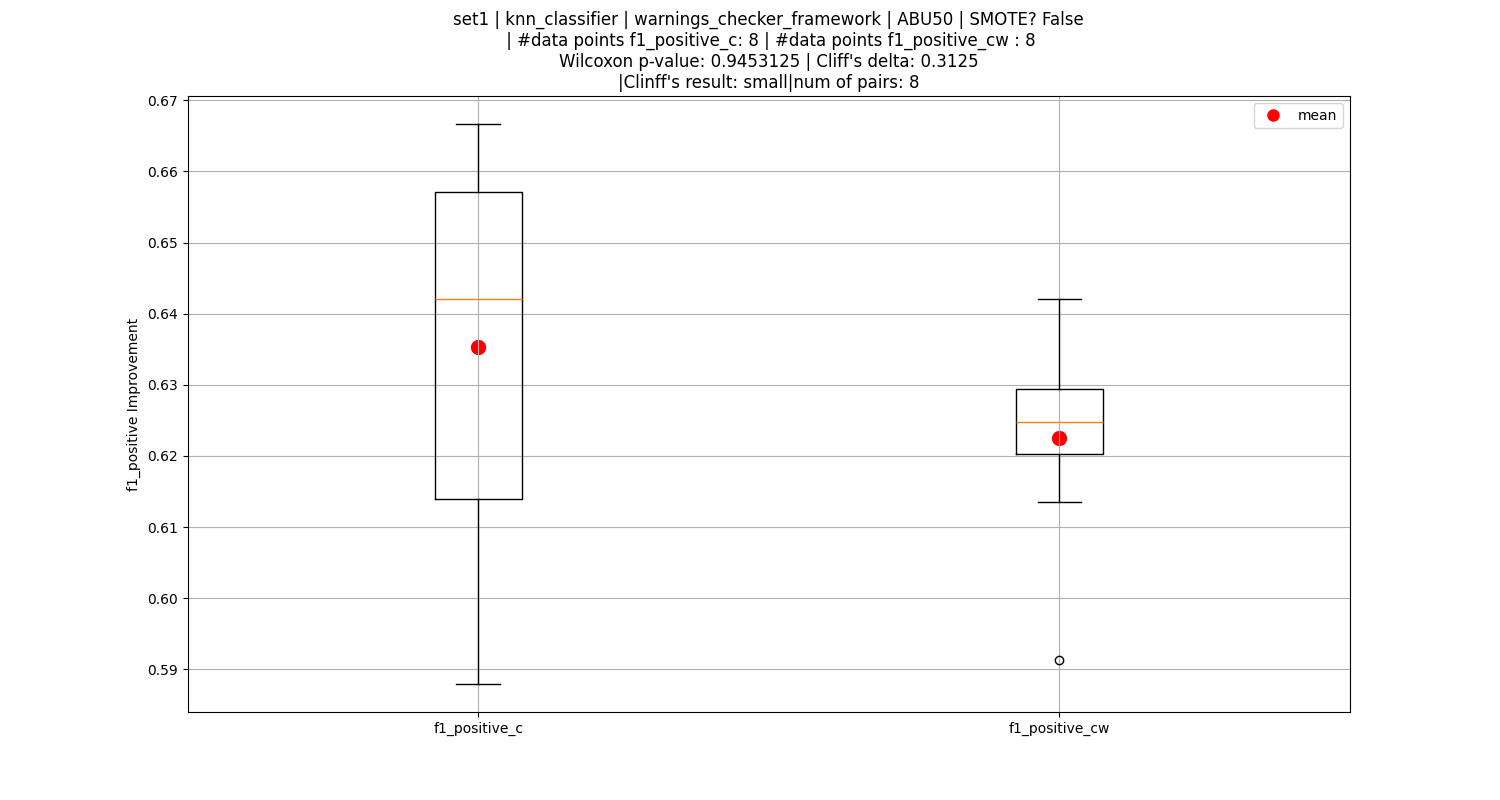 set1 | knn_classifier | warnings_checker_framework | ABU50 | SMOTE? False
| #data points f1_positive_c: 8 | #data points f1_positive_cw : 8
Wilcoxon p-value: 0.9453125 | Cliff's delta: 0.3125
|Clinff's result: small|num of pairs: 8
mean
0.67
0.66
0.65
0.64
0.63
0.62
0.61
0.60
0.59
f1_positive Improvement
f1_positive_c
f1_positive_cw